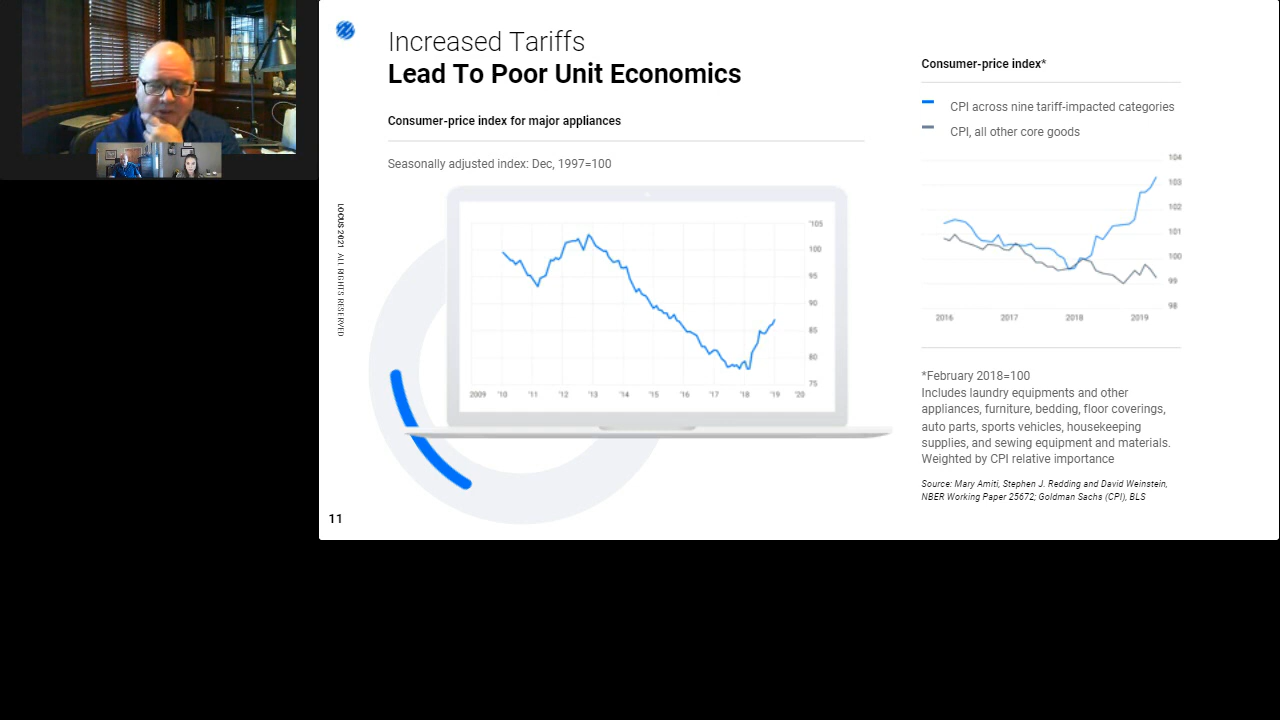 Increased Tariffs
Lead To Poor Unit Economics
Consumer-price index for major appliances
Seasonally adjusted index: Dec, 1997=100
'105
100
95
90
85
80
75
2009 '10 '11 '12 '13 '14 '15 '16 '17 '18 '19 '20
Consumer-price index*
CPI across nine tariff-impacted categories
CPI, all other core goods
104
103
102
101
100
99
98
2016 2017 2018 2019
*February 2018=100
Includes laundry equipments and other
appliances, furniture, bedding, floor coverings,
auto parts, sports vehicles, housekeeping
supplies, and sewing equipment and materials.
Weighted by CPI relative importance
Source: Mary Amiti, Stephen J. Redding and David Weinstein,
NBER Working Paper 25672; Goldman Sachs (CPI), BLS
LOCUS 2021 ALL RIGHTS RESERVED
11